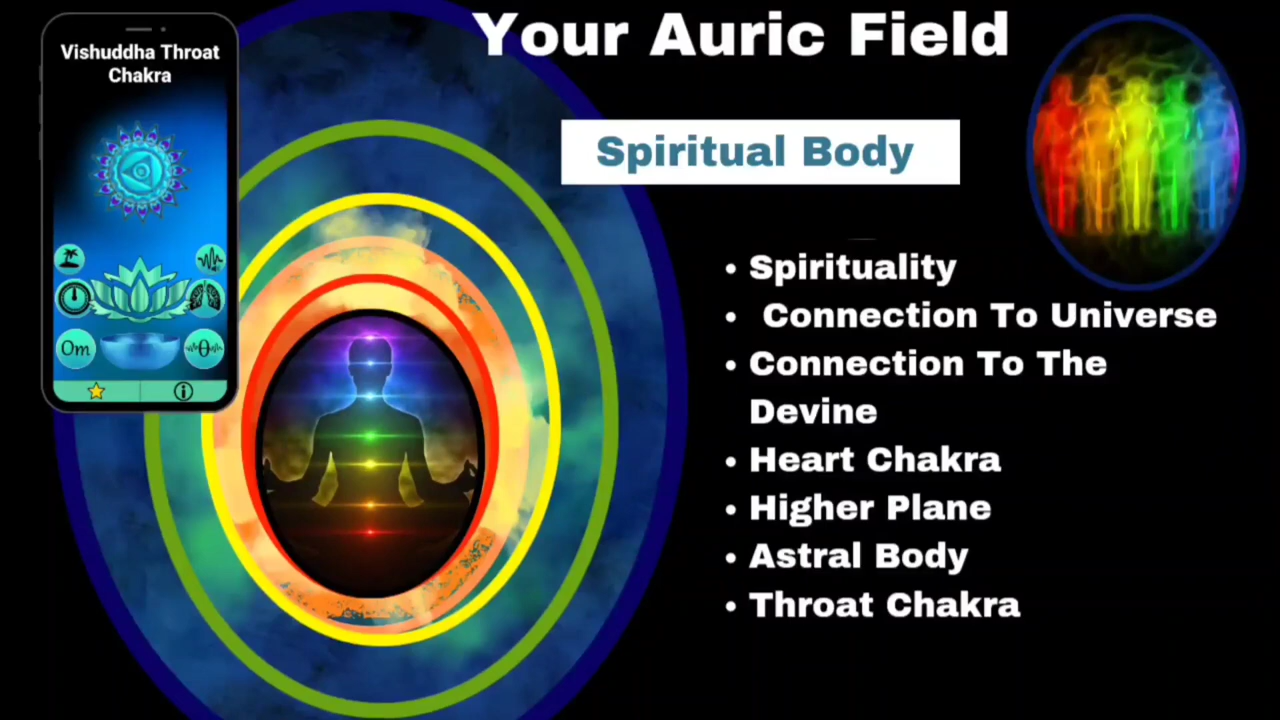 Vishuddha Throat
Chakra
Om
Your Auric Field
Spiritual Body
• Spirituality
• Connection To Universe
• Connection To The
Devine
• Heart Chakra
• Higher Plane
• Astral Body
• Throat Chakra